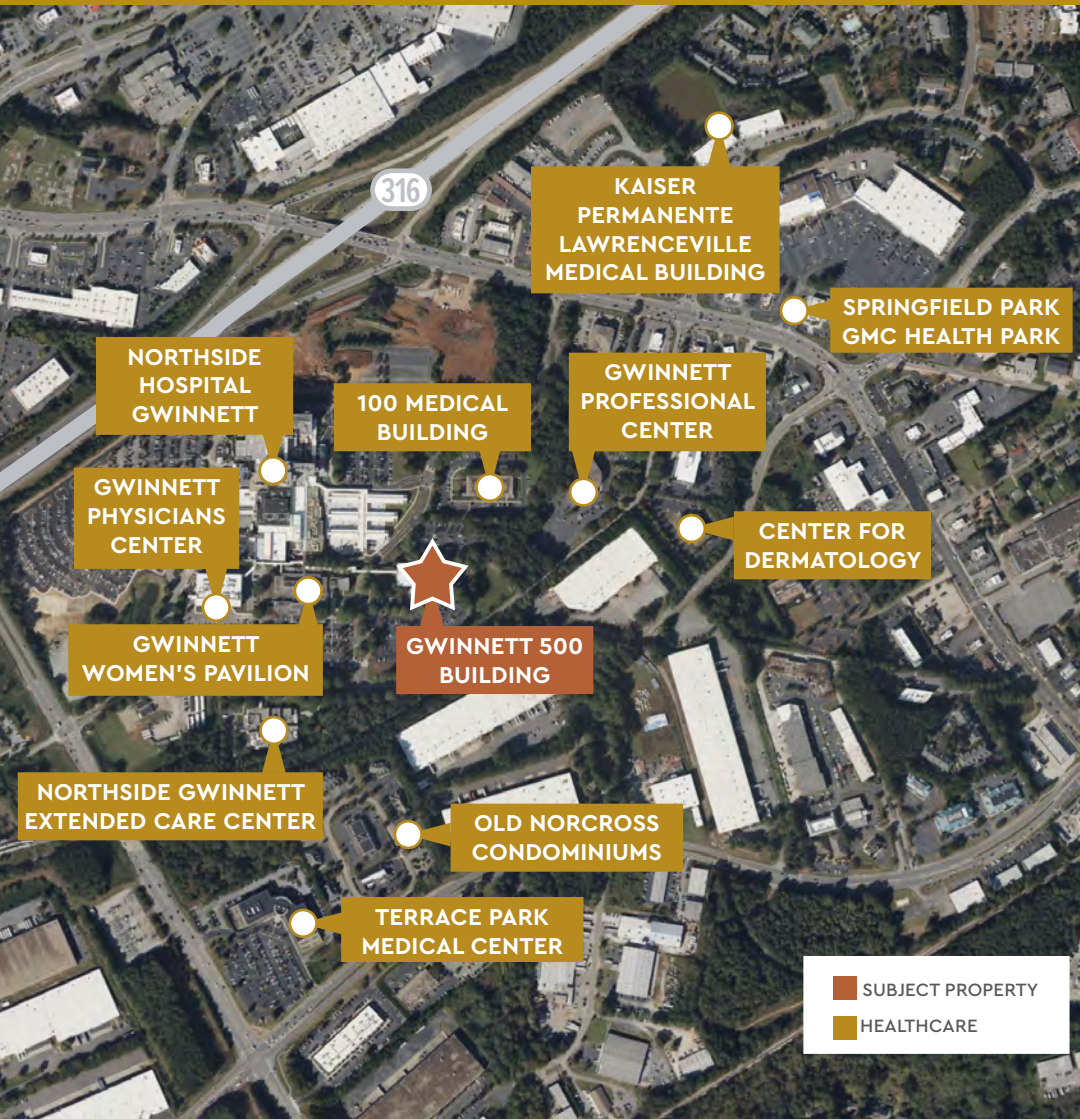 316
KAISER
PERMANENTE
LAWRENCEVILLE
MEDICAL BUILDING
SPRINGFIELD PARK
GMC HEALTH PARK
NORTHSIDE
HOSPITAL
GWINNETT
100 MEDICAL
BUILDING
GWINNETT
PROFESSIONAL
CENTER
GWINNETT
PHYSICIANS
CENTER
CENTER FOR
DERMATOLOGY
GWINNETT
WOMEN'S PAVILION
GWINNETT 500
BUILDING
NORTHSIDE GWINNETT
EXTENDED CARE CENTER
OLD NORCROSS
CONDOMINIUMS
TERRACE PARK
MEDICAL CENTER
SUBJECT PROPERTY
HEALTHCARE